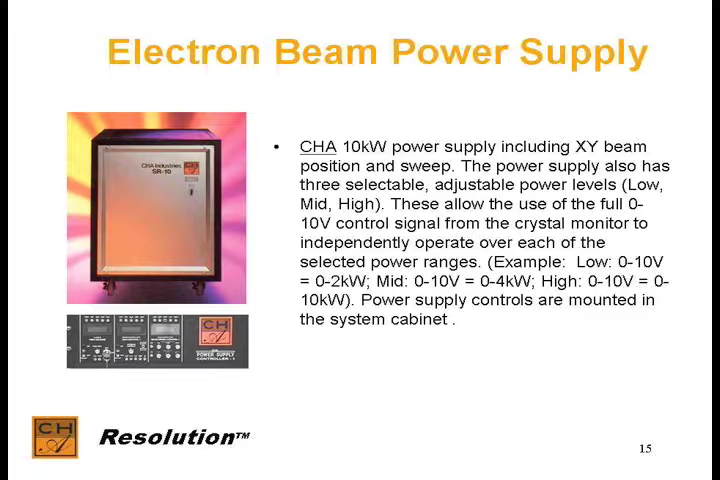 Electron Beam Power Supply
CHA Industries
SR-10
• CHA 10kW power supply including XY beam
position and sweep. The power supply also has
three selectable, adjustable power levels (Low,
Mid, High). These allow the use of the full 0-
10V control signal from the crystal monitor to
independently operate over each of the
selected power ranges. (Example:  Low: 0-10V
= 0-2kW; Mid: 0-10V = 0-4kW; High: 0-10V = 0-
10kW). Power supply controls are mounted in
the system cabinet .
CH
A
POWER SUPPLY
CONTROLLER - 1
CH
A
Resolution™
15